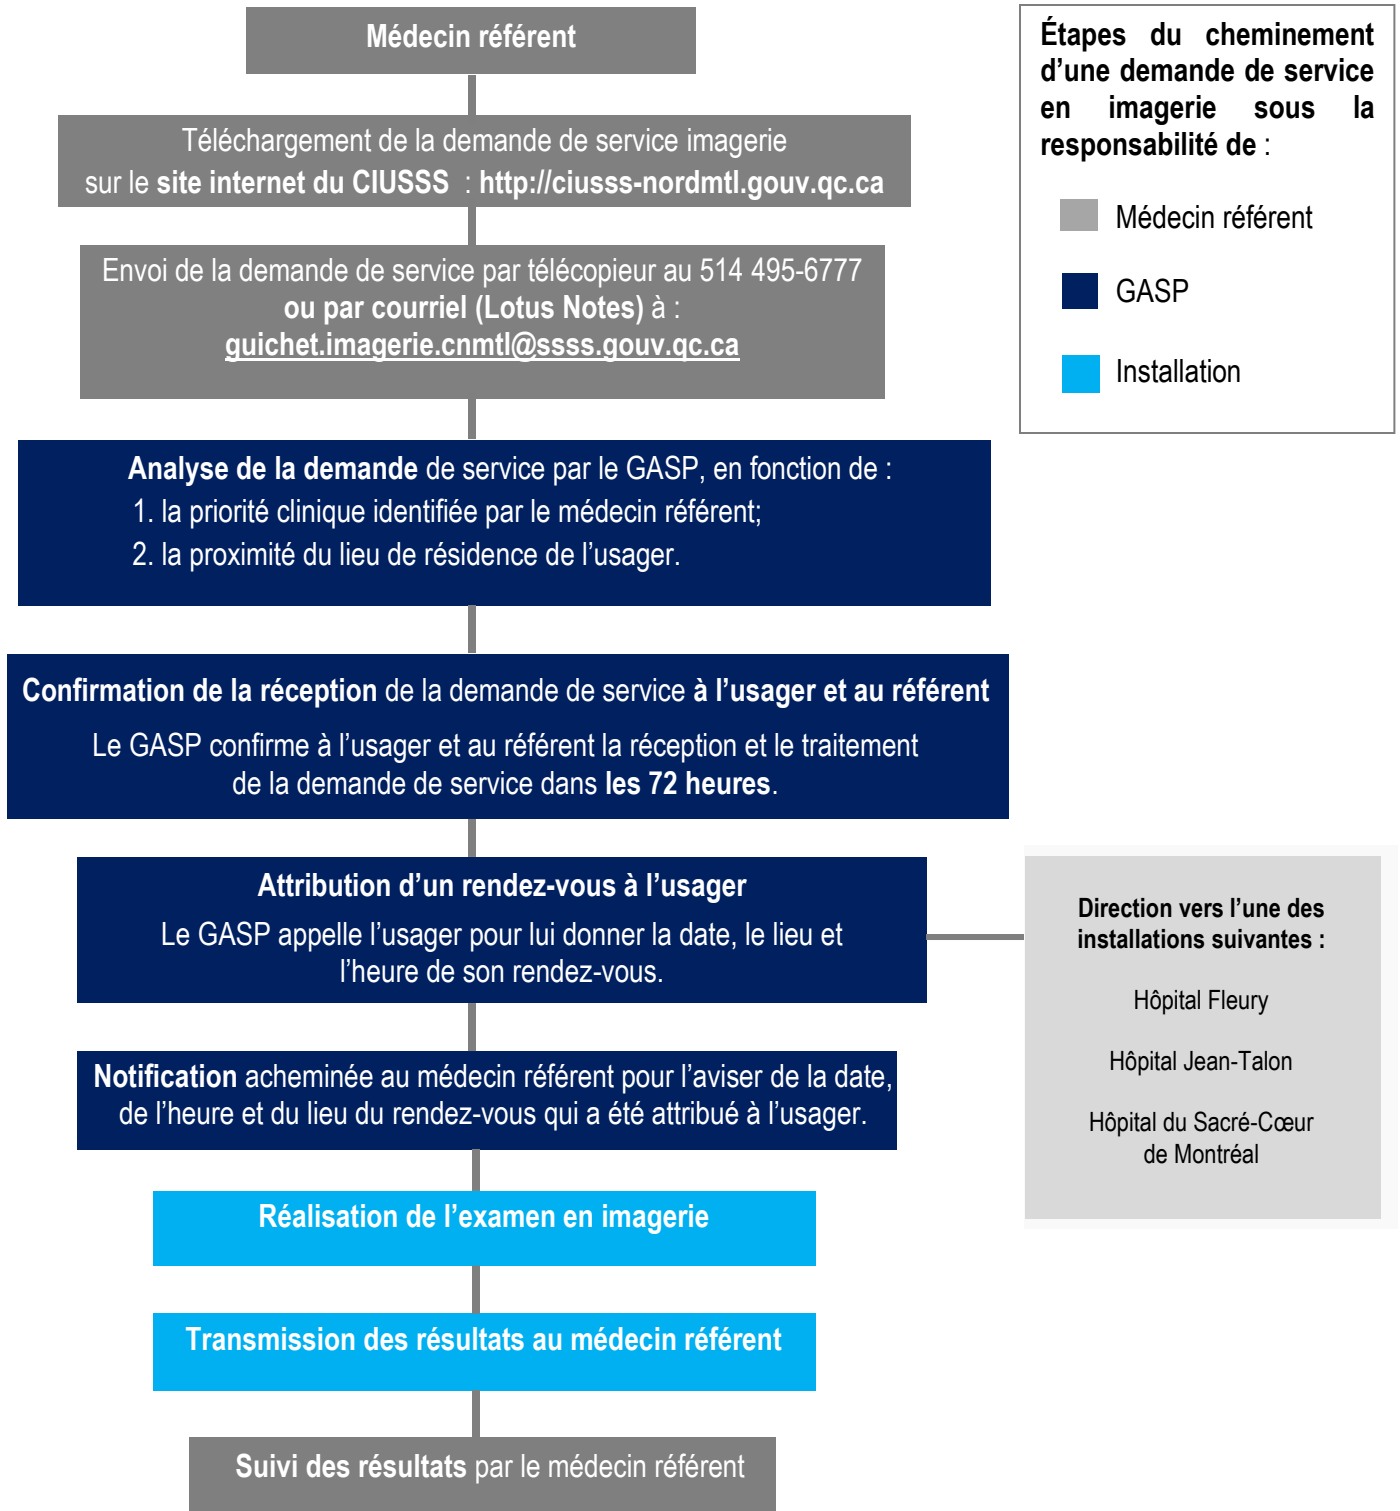 Médecin référent
Téléchargement de la demande de service imagerie
sur le site internet du CIUSSS : http://ciusss-nordmtl.gouv.qc.ca
Envoi de la demande de service par télécopieur au 514 495-6777
ou par courriel (Lotus Notes) à :
guichet.imagerie.cnmtl@ssss.gouv.qc.ca
Analyse de la demande de service par le GASP, en fonction de :
1. la priorité clinique identifiée par le médecin référent;
2. la proximité du lieu de résidence de l’usager.
Confirmation de la réception de la demande de service à l’usager et au référent
Le GASP confirme à l’usager et au référent la réception et le traitement
de la demande de service dans les 72 heures.
Attribution d’un rendez-vous à l’usager
Le GASP appelle l’usager pour lui donner la date, le lieu et
l’heure de son rendez-vous.
Notification acheminée au médecin référent pour l’aviser de la date,
de l’heure et du lieu du rendez-vous qui a été attribué à l’usager.
Réalisation de l’examen en imagerie
Transmission des résultats au médecin référent
Suivi des résultats par le médecin référent
Étapes du cheminement
d’une demande de service
en imagerie sous la
responsabilité de :
Médecin référent
GASP
Installation
Direction vers l’une des
installations suivantes :
Hôpital Fleury
Hôpital Jean-Talon
Hôpital du Sacré-Cœur
de Montréal